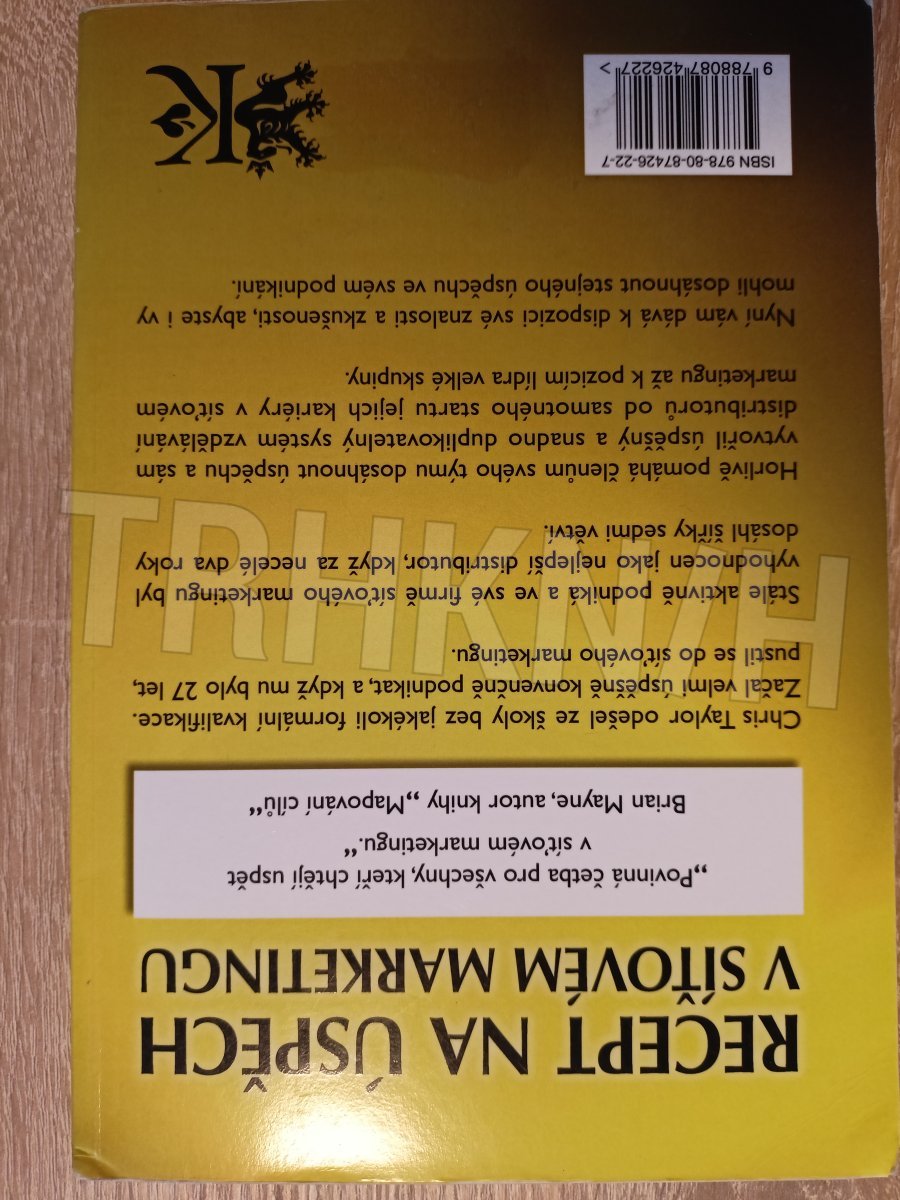 RECEPT NA ÚSPĚCH
V SÍŤOVÉM MARKETINGU
„Povinná četba pro všechny, kteří chtějí uspět
v síťovém marketingu.“
Brian Mayne, autor knihy „Mapování cílů“
Chris Taylor odešel ze školy bez jakékoli formální kvalifikace.
Začal velmi úspěšně konvenčně podnikat, a když mu bylo 27 let,
pustil se do síťového marketingu.
Stále aktivně podniká a ve své firmě síťového marketingu byl
vyhodnocen jako nejlepší distributor, když za necelé dva roky
dosáhl šířky sedmi větví.
Horlivě pomáhá členům svého týmu dosáhnout úspěchu a sám
vytvořil úspěšný a snadno duplikovatelný systém vzdělávání
distributorů od samotného startu jejich kariéry v síťovém
marketingu až k pozicím lídra velké skupiny.
Nyní vám dává k dispozici své znalosti a zkušenosti, abyste i vy
mohli dosáhnout stejného úspěchu ve svém podnikání.
ISBN 978-80-87426-22-7
9 788087 426227 >
K
TRHKNIH